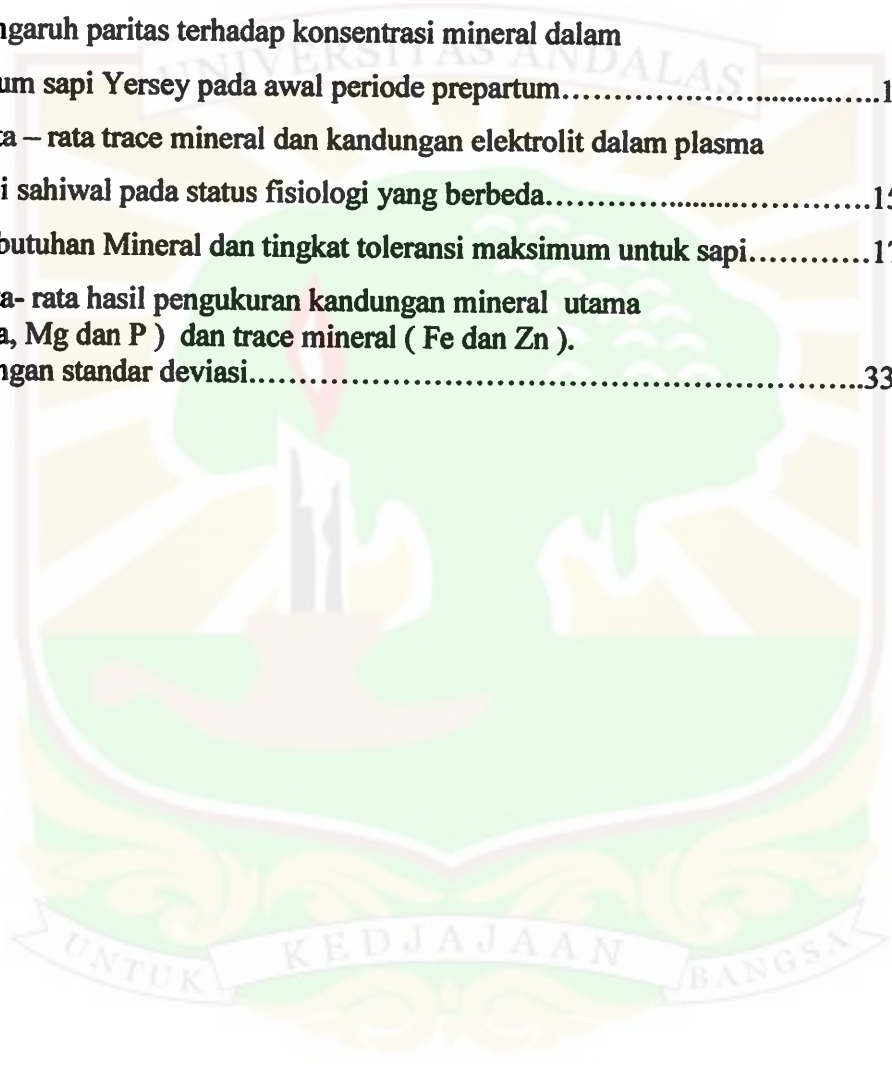 ngaruh paritas terhadap konsentrasi mineral dalam
UNIVERSITAS ANDALAS
um sapi Yersey pada awal periode prepartum..................................1
ta – rata trace mineral dan kandungan elektrolit dalam plasma
i sahiwal pada status fisiologi yang berbeda...................................15
butuhan Mineral dan tingkat toleransi maksimum untuk sapi............17
a- rata hasil pengukuran kandungan mineral utama
a, Mg dan P ) dan trace mineral ( Fe dan Zn ).
ngan standar deviasi.....................................................................33
UNTUK KEDJAJAAN BANGSA